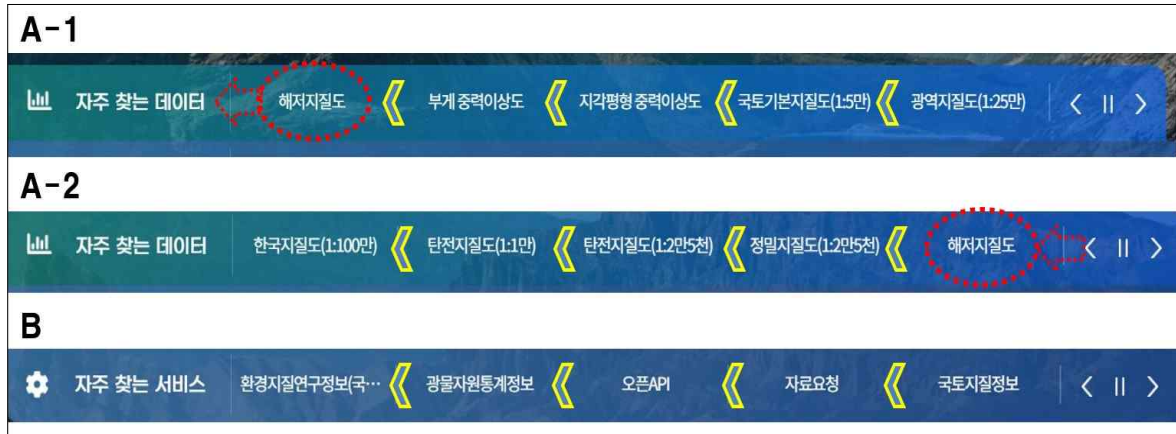 A-1
자주 찾는 데이터 해저지질도 부게 중력이상도 지각평형 중력이상도 국토기본지질도(1:5만) 광역지질도(1:25만)
A-2
자주 찾는 데이터 한국지질도(1:100만) 탄전지질도(1:1만) 탄전지질도(1:2만5천) 정밀지질도(1:2만5천) 해저지질도
B
자주 찾는 서비스 환경지질연구정보(국… 광물자원통계정보 오픈API 자료요청 국토지질정보